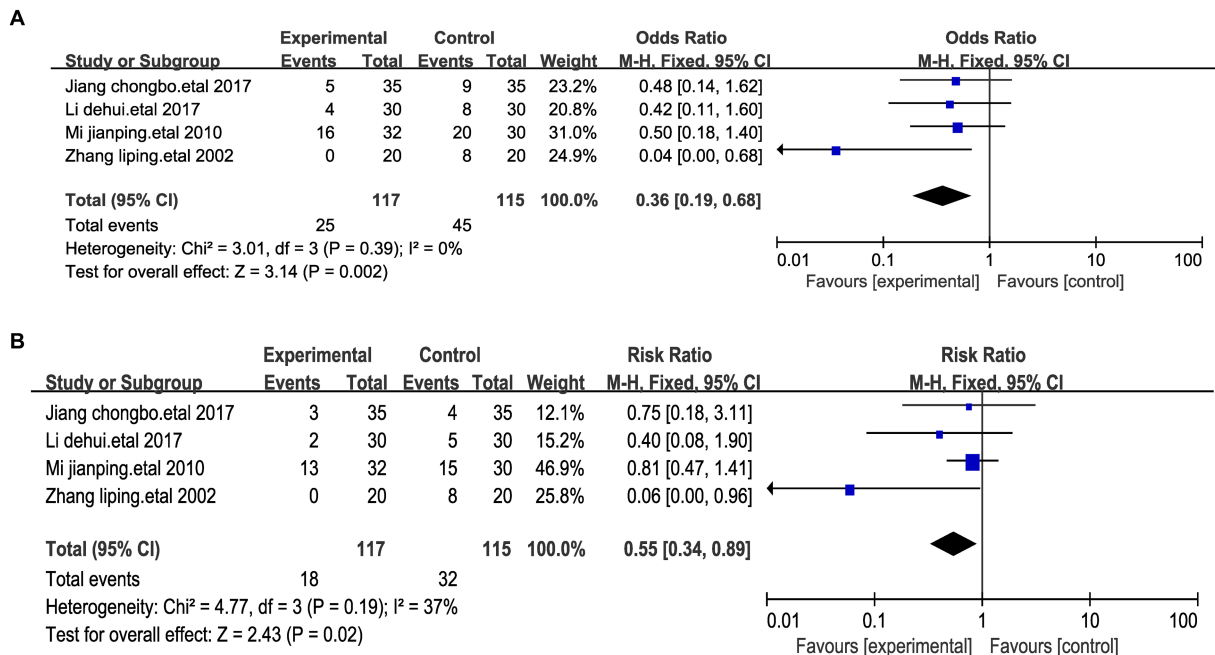 A
Experimental Control Odds Ratio Odds Ratio
Study or Subgroup Events Total Events Total Weight M-H, Fixed, 95% CI M-H, Fixed, 95% CI
Jiang chongbo.etal 2017 5 35 9 35 23.2% 0.48 [0.14, 1.62]
Li dehui.etal 2017 4 30 8 30 20.8% 0.42 [0.11, 1.60]
Mi jianping.etal 2010 16 32 20 30 31.0% 0.50 [0.18, 1.40]
Zhang liping.etal 2002 0 20 8 20 24.9% 0.04 [0.00, 0.68]
Total (95% CI) 117 115 100.0% 0.36 [0.19, 0.68]
Total events 25 45
Heterogeneity: Chi² = 3.01, df = 3 (P = 0.39); I² = 0%
Test for overall effect: Z = 3.14 (P = 0.002)
0.01 0.1 1 10 100
Favours [experimental] Favours [control]
B
Experimental Control Risk Ratio Risk Ratio
Study or Subgroup Events Total Events Total Weight M-H, Fixed, 95% CI M-H, Fixed, 95% CI
Jiang chongbo.etal 2017 3 35 4 35 12.1% 0.75 [0.18, 3.11]
Li dehui.etal 2017 2 30 5 30 15.2% 0.40 [0.08, 1.90]
Mi jianping.etal 2010 13 32 15 30 46.9% 0.81 [0.47, 1.41]
Zhang liping.etal 2002 0 20 8 20 25.8% 0.06 [0.00, 0.96]
Total (95% CI) 117 115 100.0% 0.55 [0.34, 0.89]
Total events 18 32
Heterogeneity: Chi² = 4.77, df = 3 (P = 0.19); I² = 37%
Test for overall effect: Z = 2.43 (P = 0.02)
0.01 0.1 1 10 100
Favours [experimental] Favours [control]